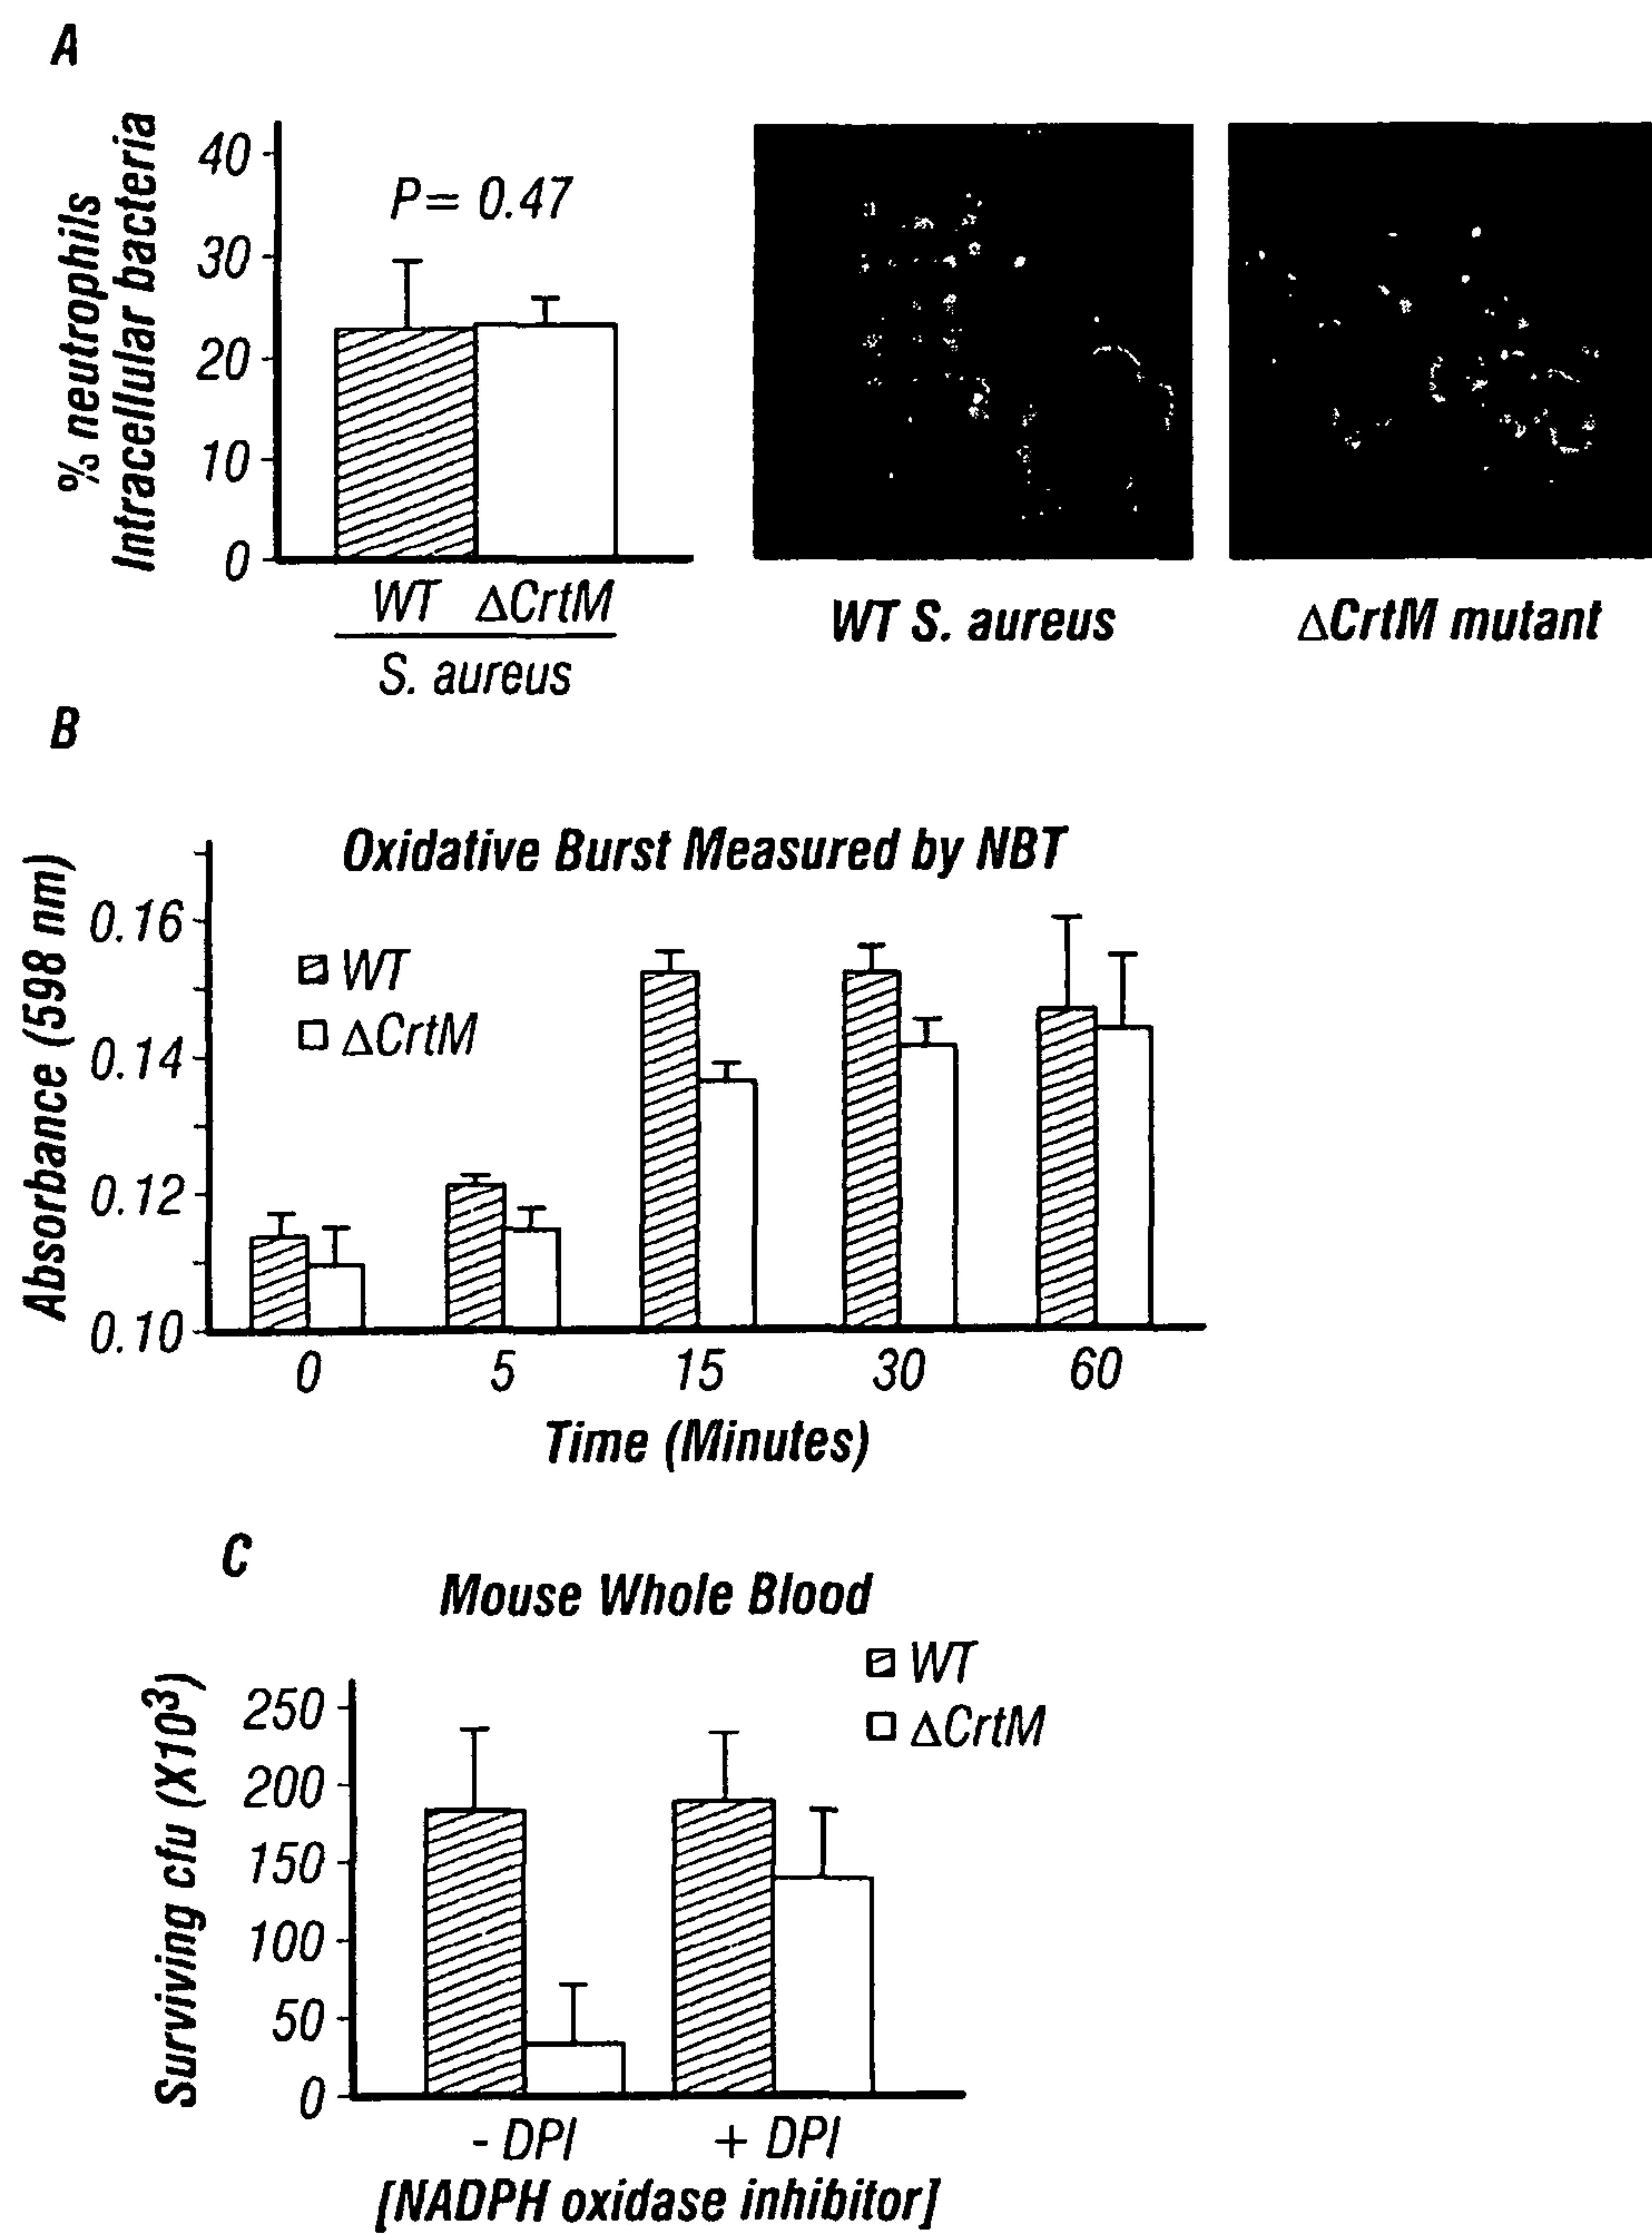 A
% neutrophils
Intracellular bacteria
40
30
20
10
0
P= 0.47
WT ΔCrtM
S. aureus
WT S. aureus
ΔCrtM mutant
B
Oxidative Burst Measured by NBT
Absorbance (598 nm)
0.16
0.14
0.12
0.10
WT
ΔCrtM
0 5 15 30 60
Time (Minutes)
C
Mouse Whole Blood
WT
ΔCrtM
Surviving cfu (X10³)
250
200
150
100
50
0
- DPI + DPI
[NADPH oxidase inhibitor]